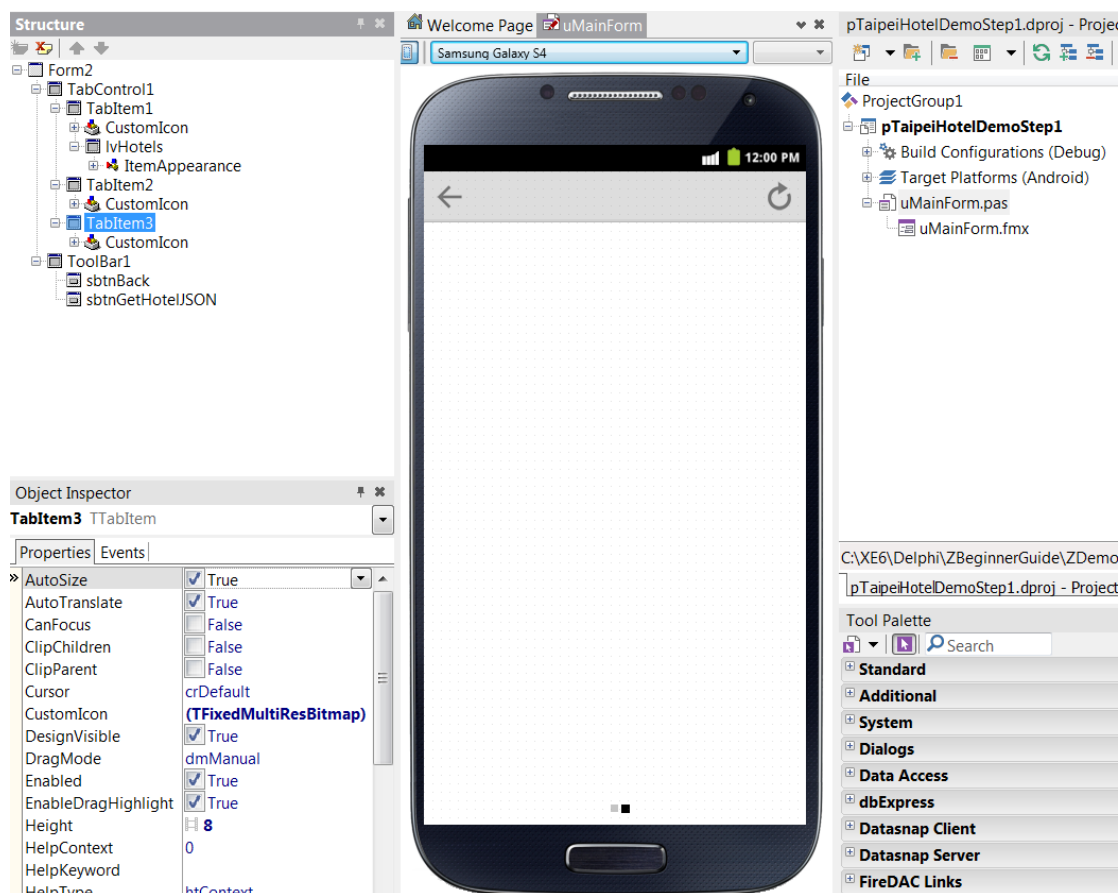 Structure
Form2
TabControl1
TabItem1
CustomIcon
lvHotels
ItemAppearance
TabItem2
CustomIcon
TabItem3
CustomIcon
ToolBar1
sbtnBack
sbtnGetHotelJSON
Object Inspector
TabItem3 TTabItem
Properties Events
AutoSize True
AutoTranslate True
CanFocus False
ClipChildren False
ClipParent False
Cursor crDefault
CustomIcon (TFixedMultiResBitmap)
DesignVisible True
DragMode dmManual
Enabled True
EnableDragHighlight True
Height 8
HelpContext 0
HelpKeyword
HelpType htContext
Welcome Page uMainForm
Samsung Galaxy S4
12:00 PM
pTaipeiHotelDemoStep1.dproj - Projec
File
ProjectGroup1
pTaipeiHotelDemoStep1
Build Configurations (Debug)
Target Platforms (Android)
uMainForm.pas
uMainForm.fmx
C:\XE6\Delphi\ZBeginnerGuide\ZDemo
pTaipeiHotelDemoStep1.dproj - Project
Tool Palette
Search
Standard
Additional
System
Dialogs
Data Access
dbExpress
Datasnap Client
Datasnap Server
FireDAC Links